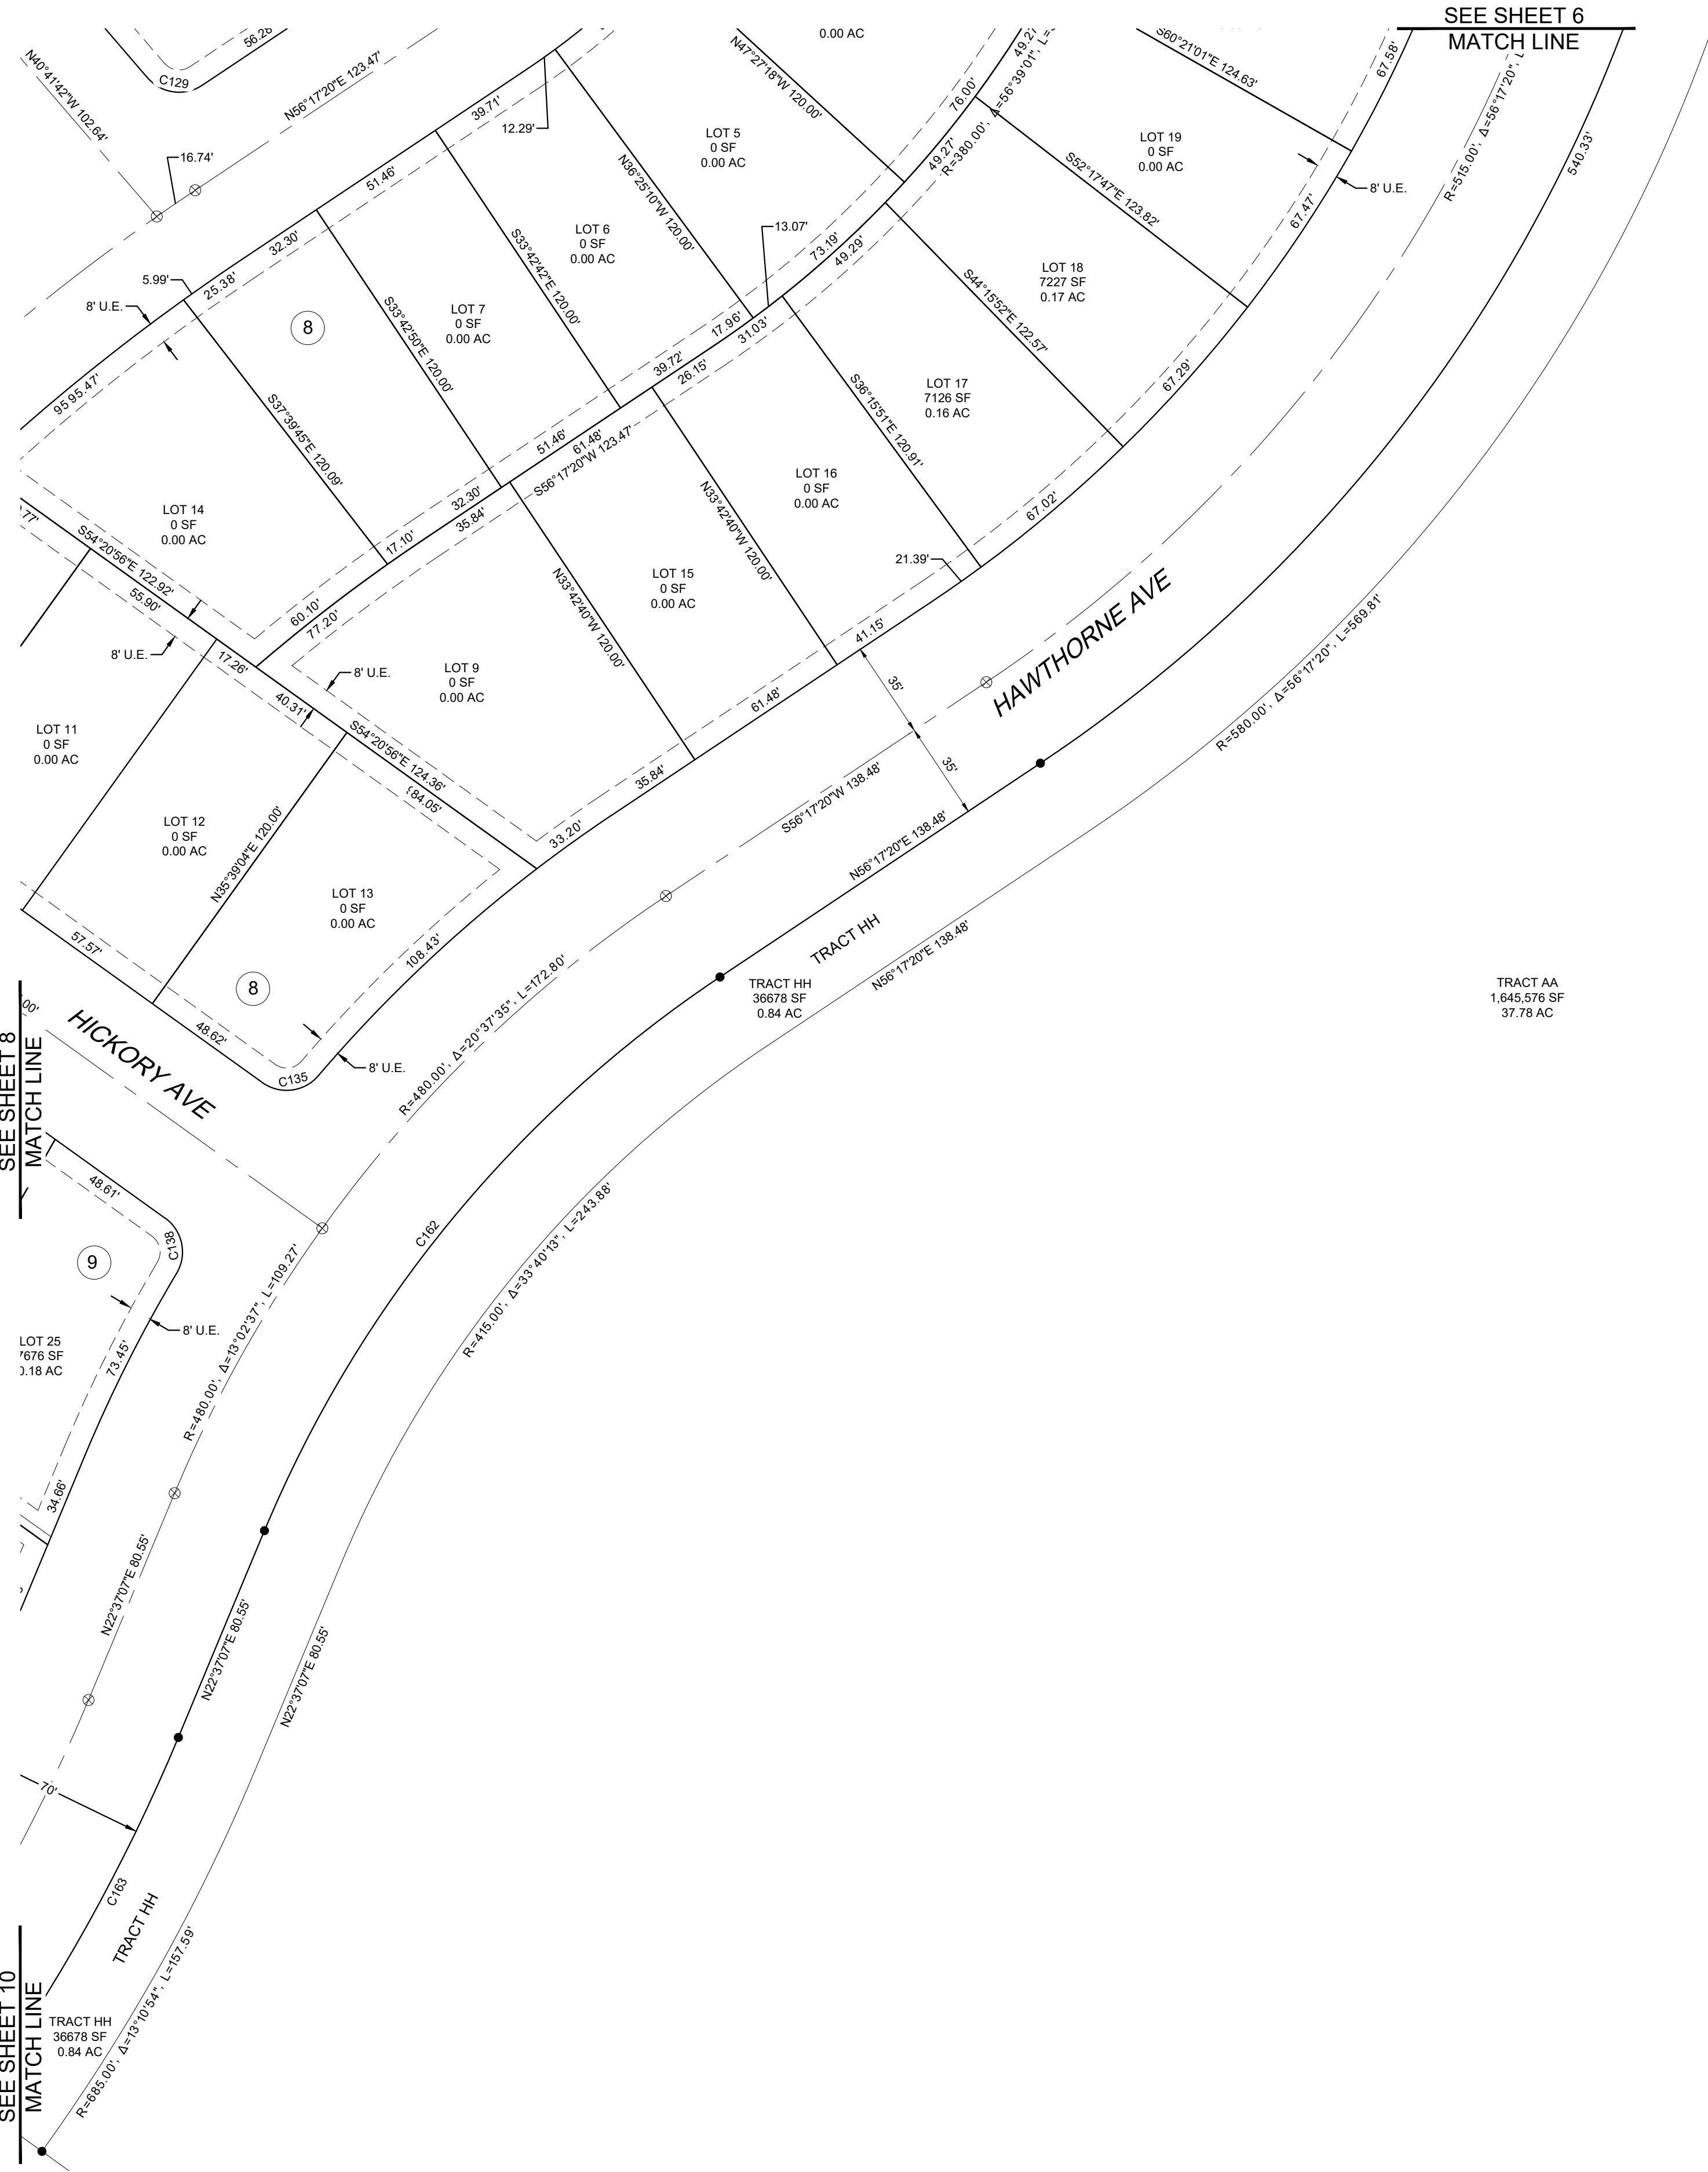 SEE SHEET 6
MATCH LINE
56.28
C129
N40°41'42"W 102.64'
N56°17'20"E 123.47'
16.74'
39.71'
12.29'
0.00 AC
N47°27'18"W 120.00'
76.00'
49.27'
49.27'
R=380.00', Δ=56°39'01", L=
S60°21'01"E 124.63'
67.58'
R=515.00', Δ=56°17'20", L
540.33'
LOT 5
0 SF
0.00 AC
LOT 19
0 SF
0.00 AC
S52°17'47"E 123.82'
8' U.E.
67.47'
51.46'
N36°25'10"W 120.00'
32.30'
5.99'
25.38'
8' U.E.
LOT 6
0 SF
0.00 AC
S33°42'42"E 120.00'
13.07'
73.19'
49.29'
LOT 18
7227 SF
0.17 AC
S44°15'52"E 122.57'
67.29'
8
LOT 7
0 SF
0.00 AC
S33°42'50"E 120.00'
17.96'
31.03'
39.72'
26.15'
95 95.47'
S37°39'45"E 120.09'
LOT 17
7126 SF
0.16 AC
S36°15'51"E 120.91'
67.02'
51.46'
61.48'
S56°17'20"W 123.47'
LOT 16
0 SF
0.00 AC
N33°42'40"W 120.00'
21.39'
32.30'
35.84'
17.10'
LOT 14
0 SF
0.00 AC
.77'
S54°20'56"E 122.92'
55.90'
8' U.E.
60.10'
77.20'
N33°42'40"W 120.00'
LOT 15
0 SF
0.00 AC
41.15'
61.48'
35'
35'
HAWTHORNE AVE
R=580.00', Δ=56°17'20", L=569.81'
17.26'
40.31'
8' U.E.
LOT 9
0 SF
0.00 AC
S54°20'56"E 124.36'
84.05'
35.84'
33.20'
LOT 11
0 SF
0.00 AC
LOT 12
0 SF
0.00 AC
N35°39'04"E 120.00'
LOT 13
0 SF
0.00 AC
S56°17'20"W 138.48'
N56°17'20"E 138.48'
TRACT HH
N56°17'20"E 138.48'
TRACT HH
36678 SF
0.84 AC
TRACT AA
1,645,576 SF
37.78 AC
57.57'
8
108.43'
48.62'
C135
8' U.E.
SEE SHEET 8
MATCH LINE
.00'
HICKORY AVE
R=480.00', Δ=20°37'35", L=172.80'
48.61'
C138
9
8' U.E.
73.45'
LOT 25
7676 SF
0.18 AC
34.66'
R=480.00', Δ=13°02'37", L=109.27'
C162
R=415.00', Δ=33°40'13", L=243.88'
N22°37'07"E 80.55'
N22°37'07"E 80.55'
N22°37'07"E 80.55'
70'
C163
TRACT HH
R=685.00', Δ=13°10'54", L=157.59'
SEE SHEET 10
MATCH LINE
TRACT HH
36678 SF
0.84 AC